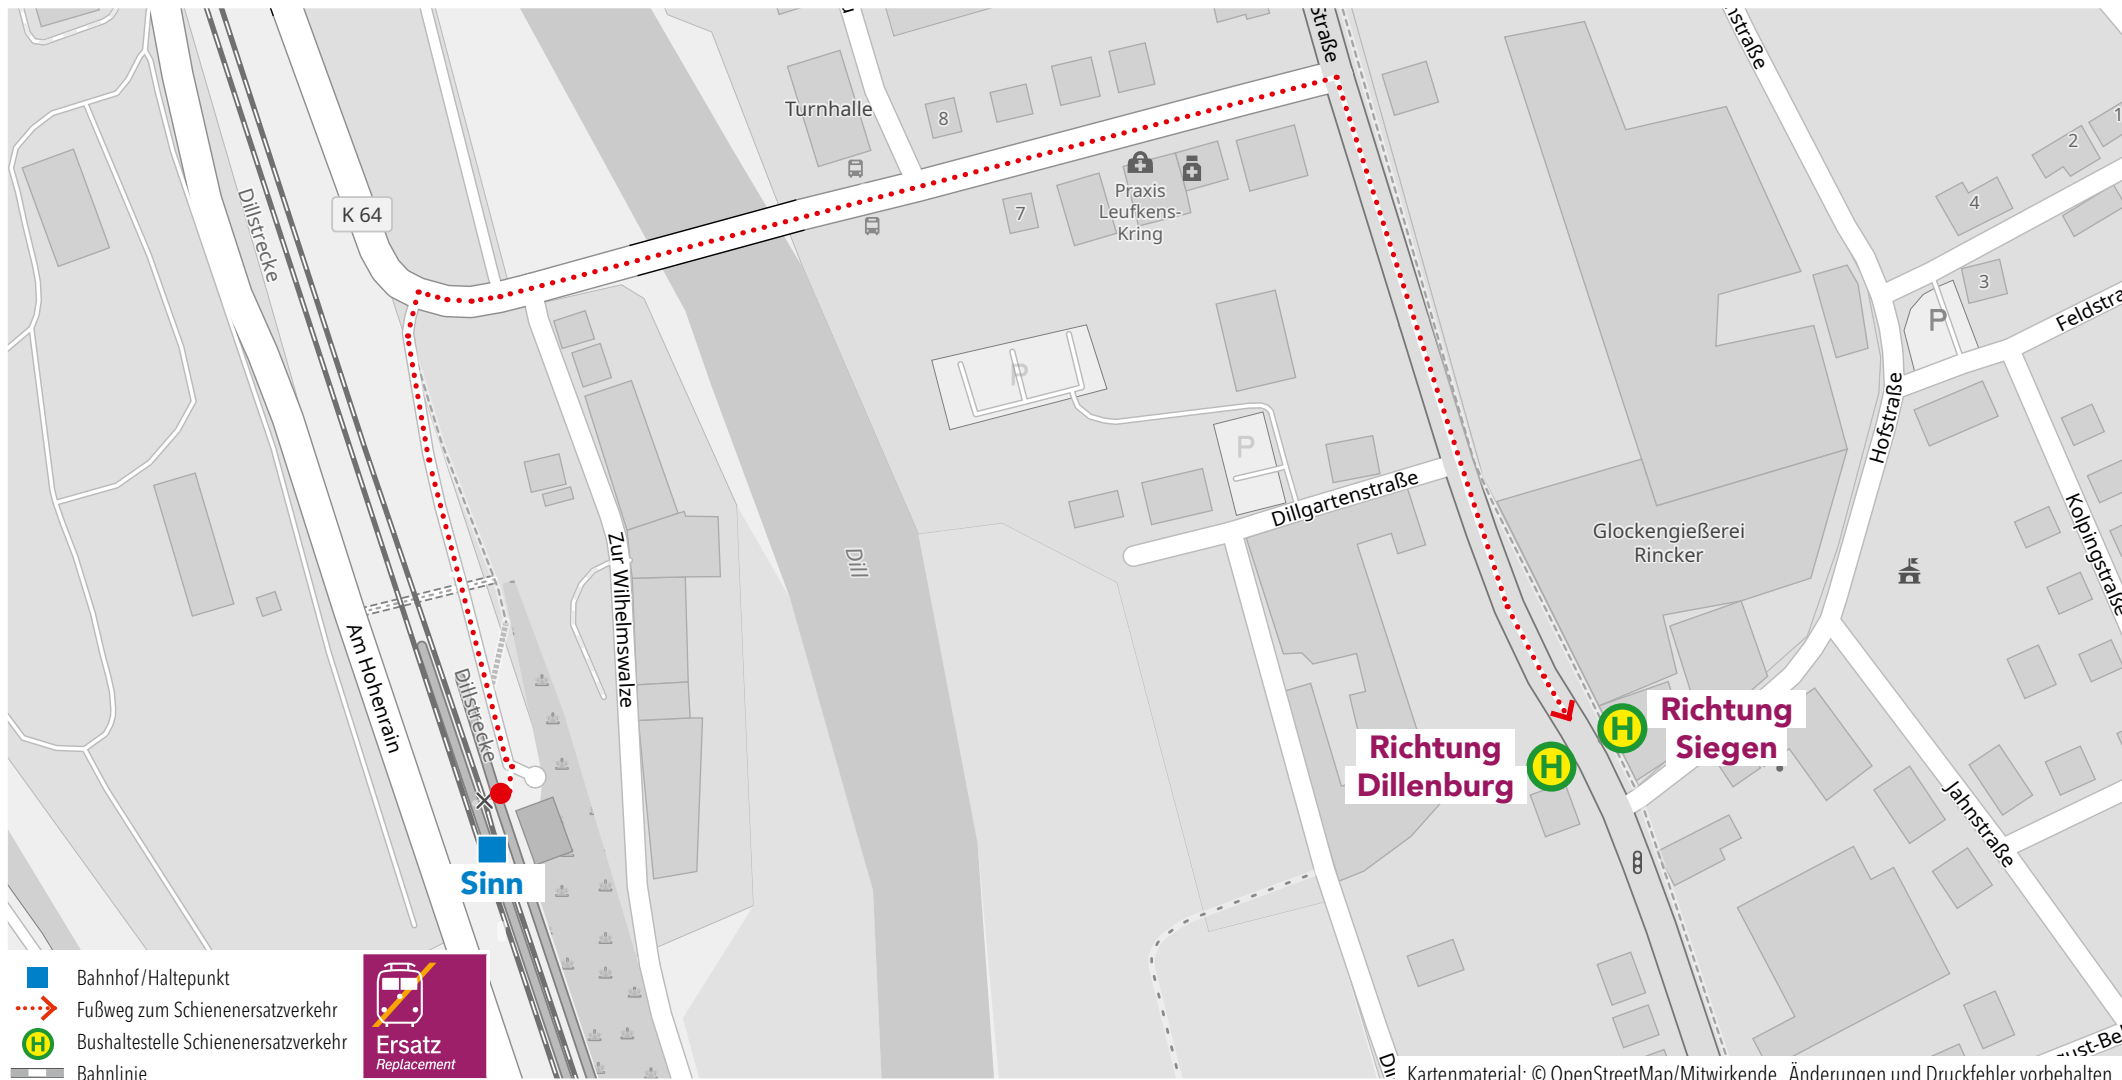 Straße
Turnhalle
8
K 64
Dillstrecke
Praxis
Leufkens-
Kring
7
2
1
4
3
P
Feldstra
P
P
Hofstraße
Dillgartenstraße
Kolpingstraße
Glockengießerei
Rincker
Dill
Zur Wilhelmswalze
Am Hohenrain
Dillstrecke
Richtung
Siegen
H
Richtung
Dillenburg
H
Jahnstraße
Sinn
Bahnhof/Haltepunkt
Fußweg zum Schienenersatzverkehr
H
Bushaltestelle Schienenersatzverkehr
Bahnlinie
Ersatz
Replacement
Kartenmaterial: © OpenStreetMap/Mitwirkende, Änderungen und Druckfehler vorbehalten